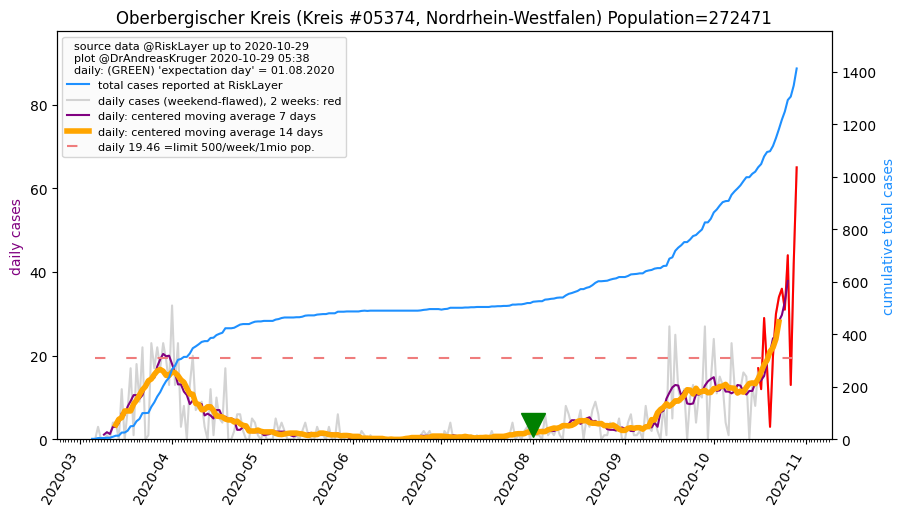 Oberbergischer Kreis (Kreis #05374, Nordrhein-Westfalen) Population=272471
source data @RiskLayer up to 2020-10-29
plot @DrAndreasKruger 2020-10-29 05:38
daily: (GREEN) 'expectation day' = 01.08.2020
total cases reported at RiskLayer
daily cases (weekend-flawed), 2 weeks: red
daily: centered moving average 7 days
daily: centered moving average 14 days
daily 19.46 =limit 500/week/1mio pop.
daily cases
80
60
40
20
0
1400
1200
1000
800
600
400
200
0
cumulative total cases
2020-03
2020-04
2020-05
2020-06
2020-07
2020-08
2020-09
2020-10
2020-11